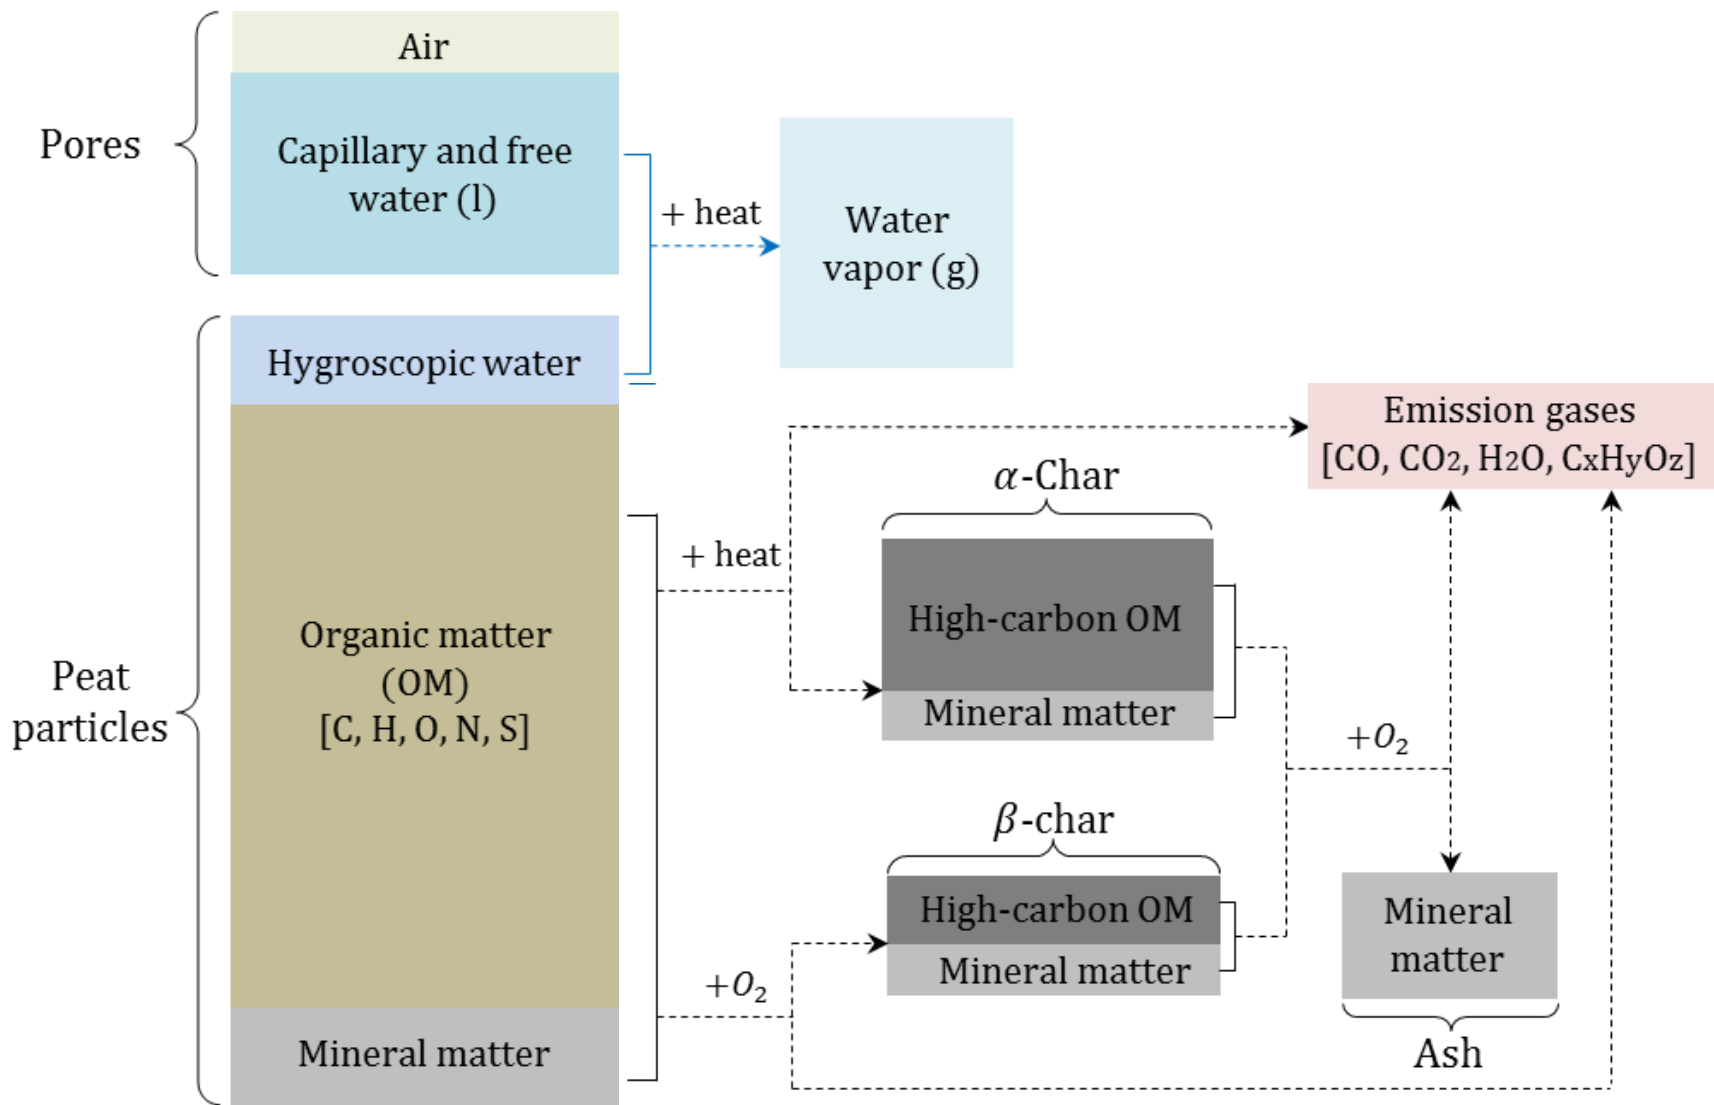 Air
Pores
Capillary and free
water (l)
+ heat
Water
vapor (g)
Hygroscopic water
Emission gases
[CO, CO2, H2O, CxHyOz]
α-Char
+ heat
High-carbon OM
Mineral matter
Organic matter
(OM)
[C, H, O, N, S]
Peat
particles
+O₂
β-char
High-carbon OM
Mineral matter
+O₂
Mineral
matter
Ash
Mineral matter